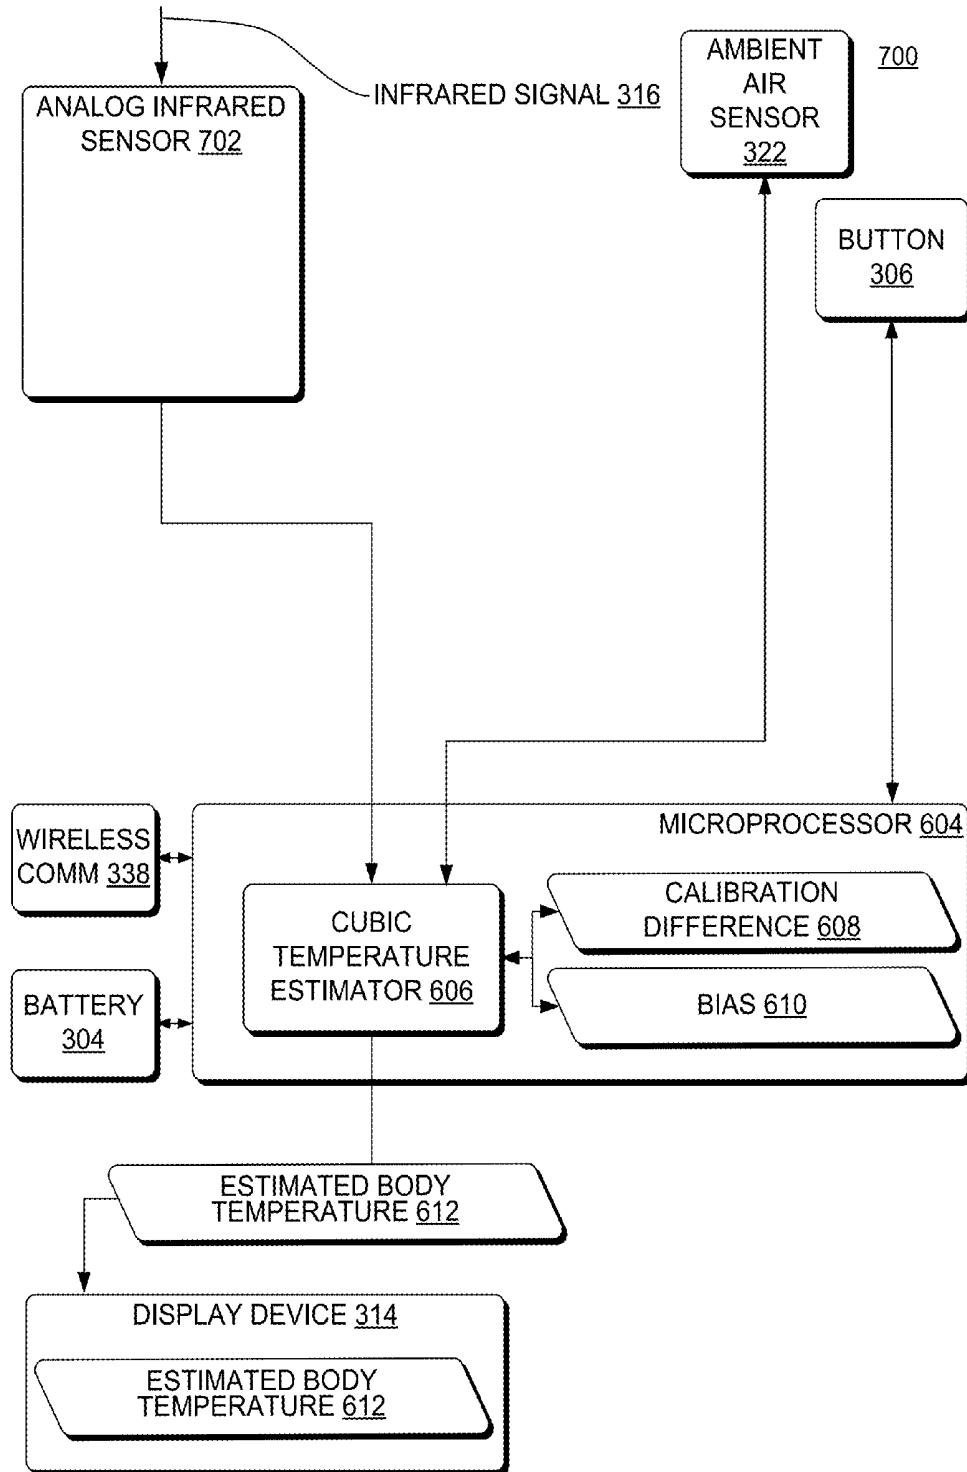 AMBIENT
AIR
SENSOR
322
700
ANALOG INFRARED
SENSOR 702
INFRARED SIGNAL 316
BUTTON
306
MICROPROCESSOR 604
WIRELESS
COMM 338
CUBIC
TEMPERATURE
ESTIMATOR 606
CALIBRATION
DIFFERENCE 608
BIAS 610
BATTERY
304
ESTIMATED BODY
TEMPERATURE 612
DISPLAY DEVICE 314
ESTIMATED BODY
TEMPERATURE 612